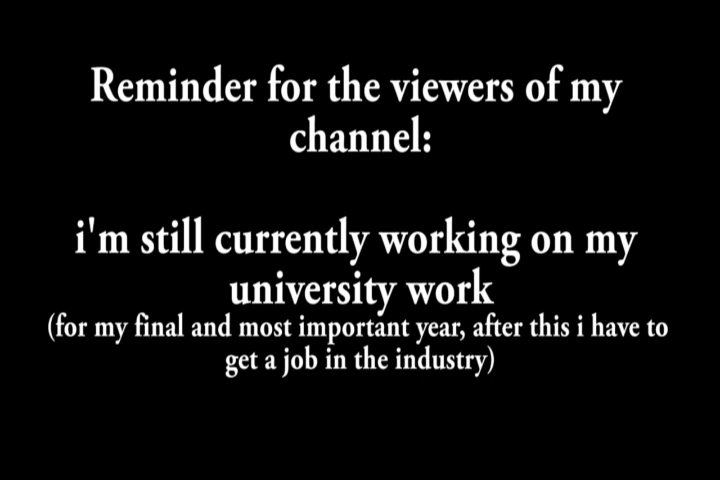 Reminder for the viewers of my
channel:
i'm still currently working on my
university work
(for my final and most important year, after this i have to
get a job in the industry)